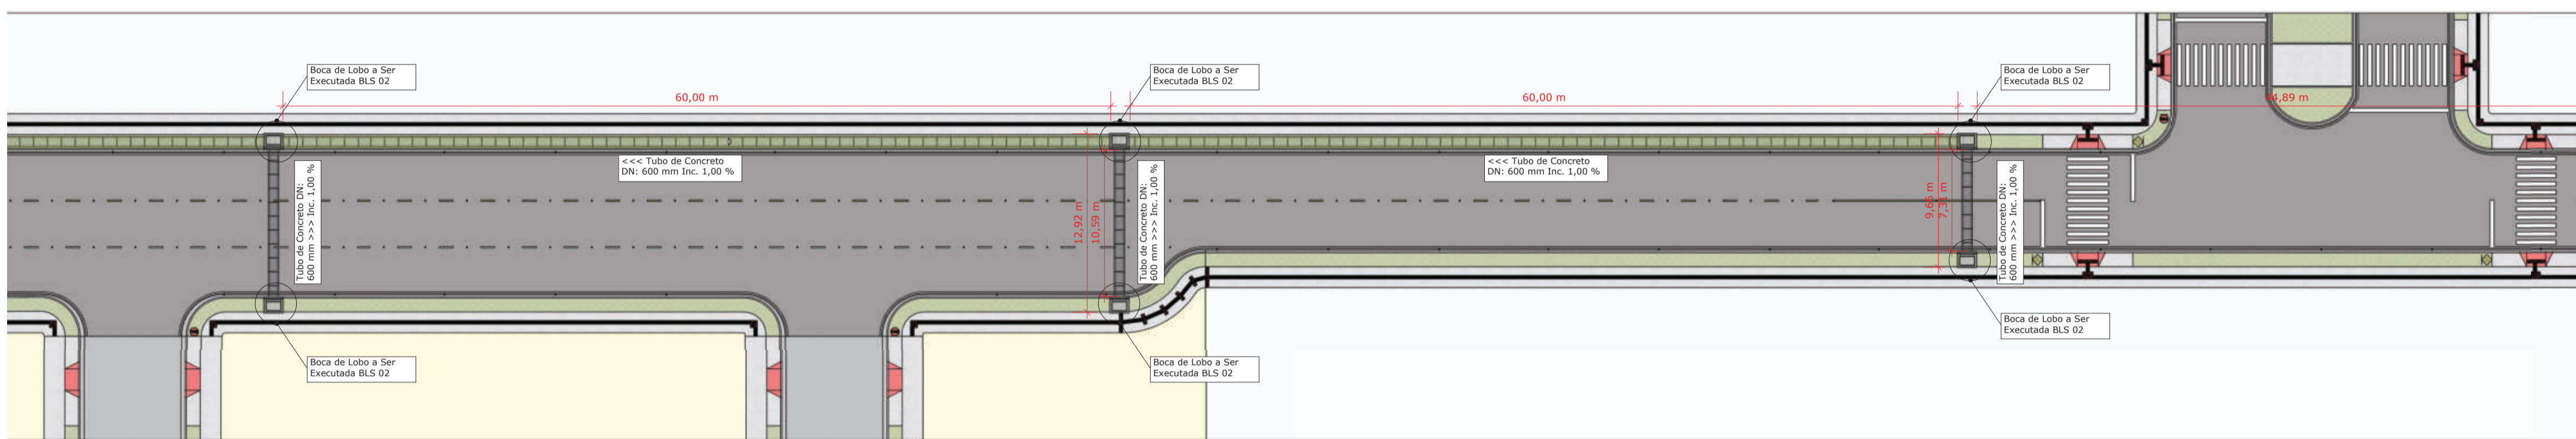 Boca de Lobo a Ser
Executada BLS 02
Boca de Lobo a Ser
Executada BLS 02
Boca de Lobo a Ser
Executada BLS 02
60,00 m
60,00 m
4,89 m
<<< Tubo de Concreto
DN: 600 mm Inc. 1,00 %
<<< Tubo de Concreto
DN: 600 mm Inc. 1,00 %
Tubo de Concreto DN:
600 mm >>> Inc. 1,00 %
12,92 m
10,59 m
Tubo de Concreto DN:
600 mm >>> Inc. 1,00 %
9,66 m
7,31 m
Tubo de Concreto DN:
600 mm >>> Inc. 1,00 %
Boca de Lobo a Ser
Executada BLS 02
Boca de Lobo a Ser
Executada BLS 02
Boca de Lobo a Ser
Executada BLS 02